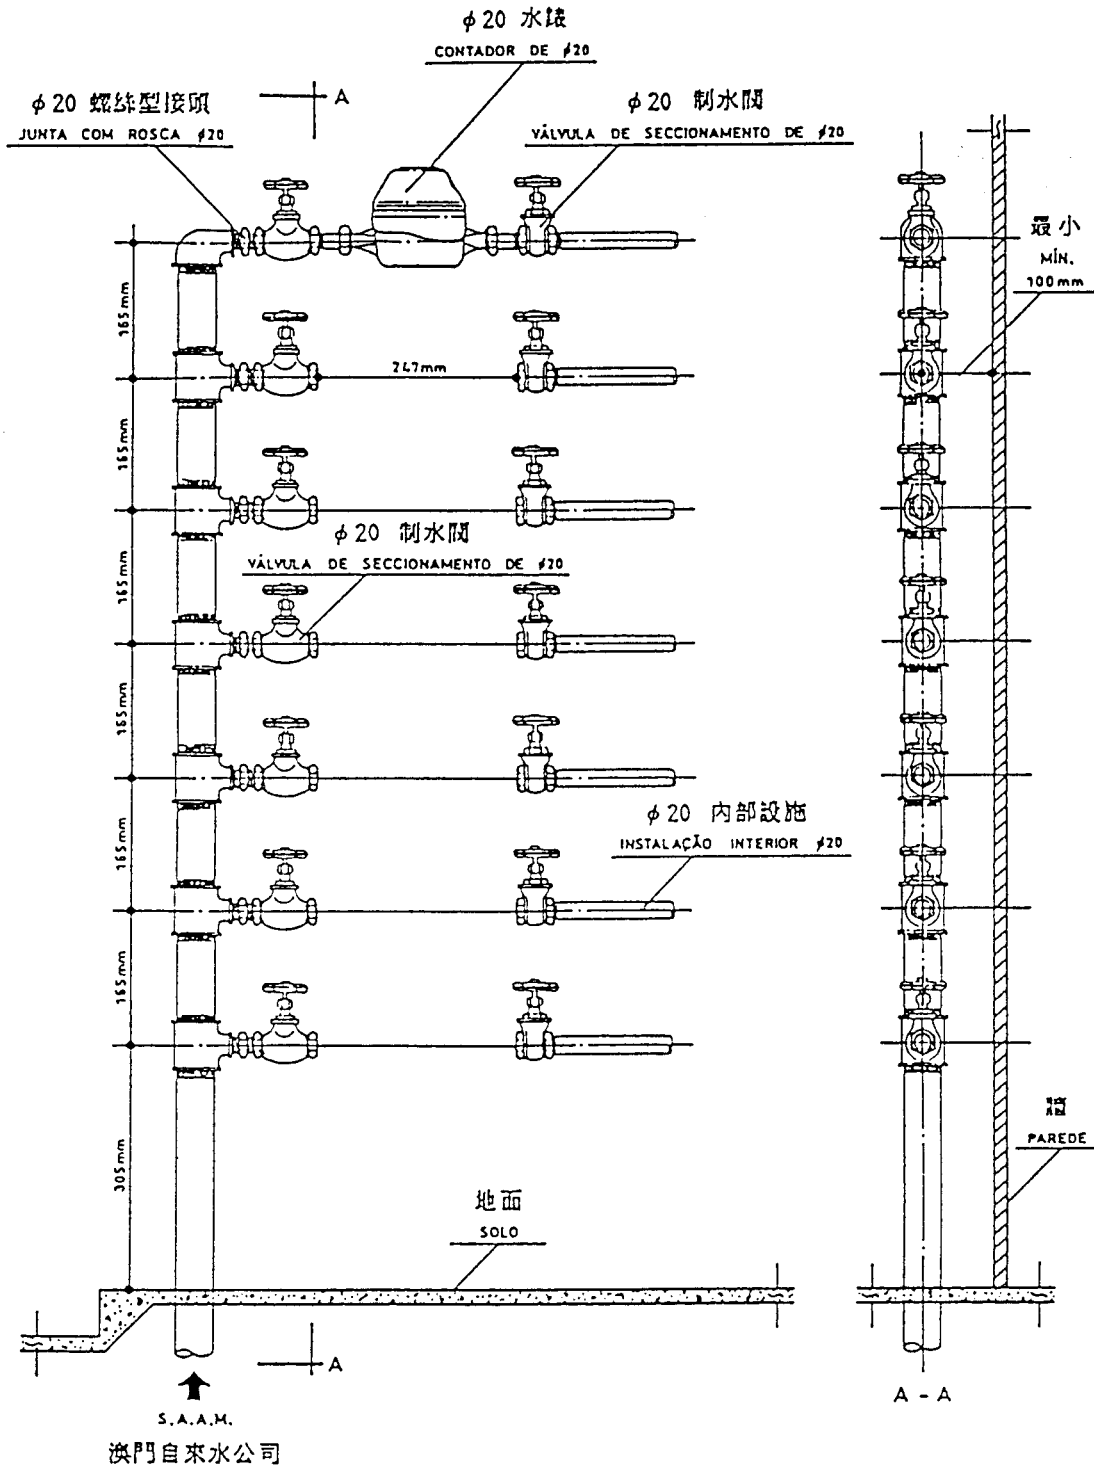 ϕ20 水錶
CONTADOR DE ϕ20
A
ϕ20 螺絲型接頭
JUNTA COM ROSCA ϕ20
ϕ20 制水閥
VÁLVULA DE SECCIONAMENTO DE ϕ20
最小
MÍN.
100mm
165mm
247mm
165mm
ϕ20 制水閥
VÁLVULA DE SECCIONAMENTO DE ϕ20
165mm
165mm
ϕ20 內部設施
INSTALAÇÃO INTERIOR ϕ20
165mm
165mm
牆
PAREDE
305mm
地面
SOLO
A
A - A
S.A.A.M.
澳門自來水公司